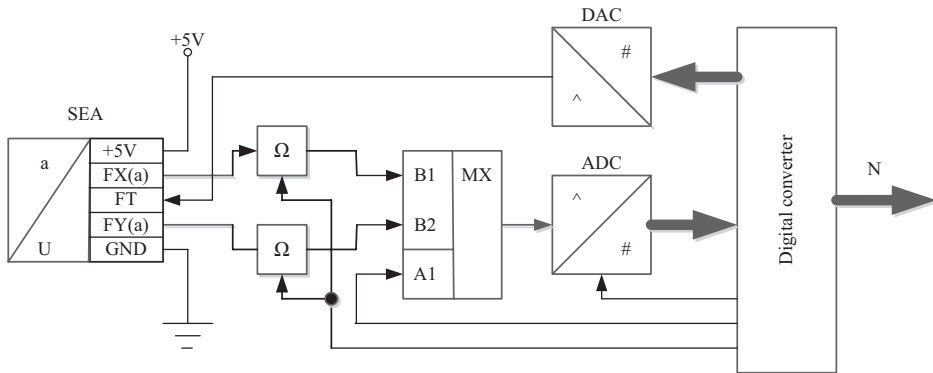 DAC
#
^
+5V
SEA
a
U
+5V
FX(a)
FT
FY(a)
GND
Ω
Ω
B1
B2
A1
MX
ADC
^
#
Digital converter
N